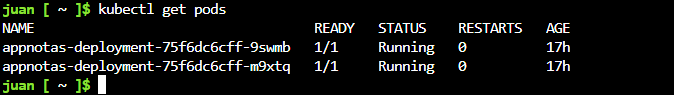 juan [ ~ ]$ kubectl get pods
NAME READY STATUS RESTARTS AGE
appnotas-deployment-75f6dc6cff-9swmb 1/1 Running 0 17h
appnotas-deployment-75f6dc6cff-m9xtq 1/1 Running 0 17h
juan [ ~ ]$